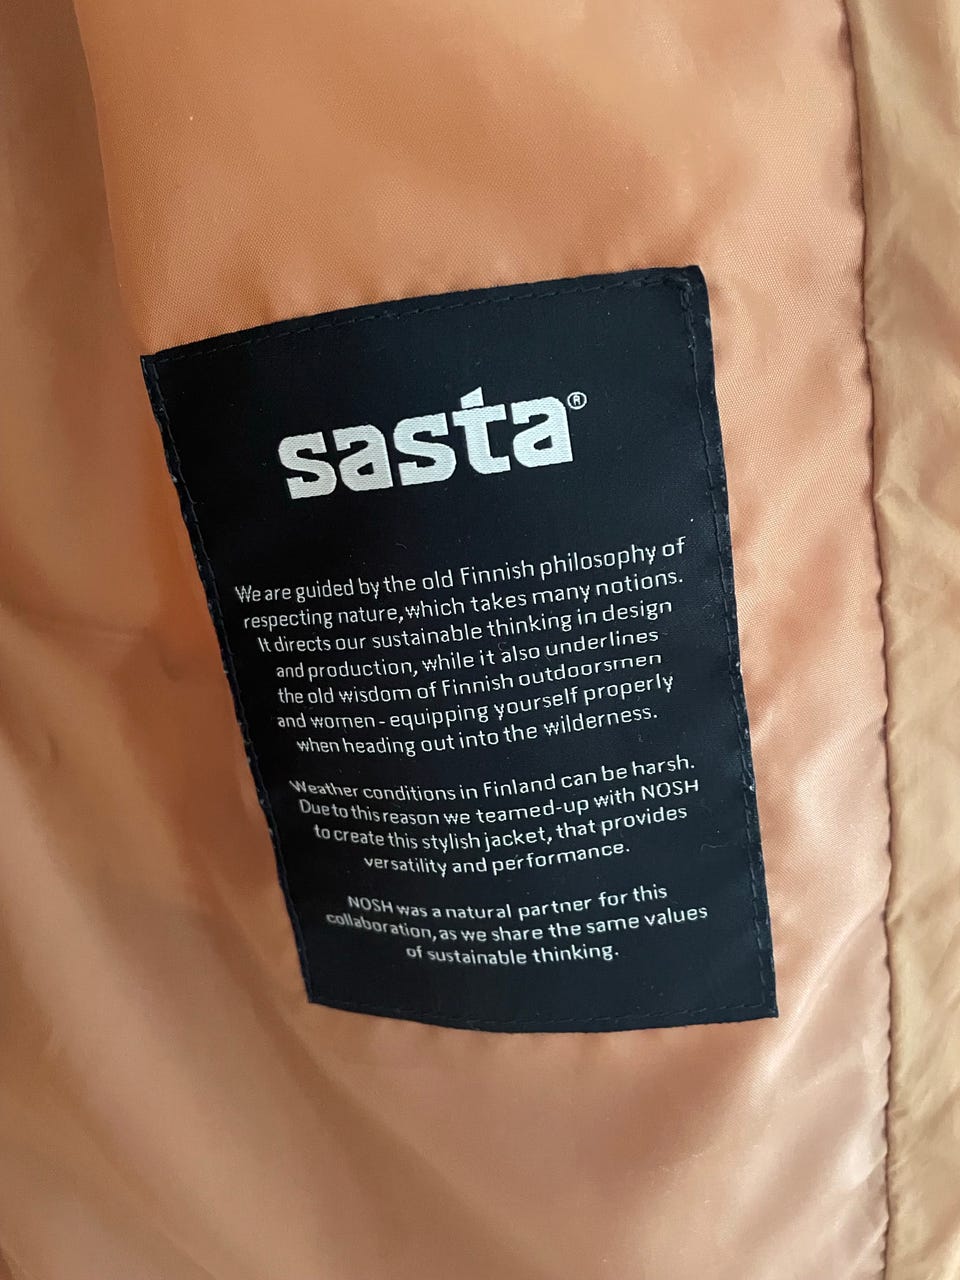 sasta®
We are guided by the old Finnish philosophy of
respecting nature, which takes many notions.
It directs our sustainable thinking in design
and production, while it also underlines
the old wisdom of Finnish outdoorsmen
and women - equipping yourself properly
when heading out into the wilderness.
Weather conditions in Finland can be harsh.
Due to this reason we teamed-up with NOSH
to create this stylish jacket, that provides
versatility and performance.
NOSH was a natural partner for this
collaboration, as we share the same values
of sustainable thinking.